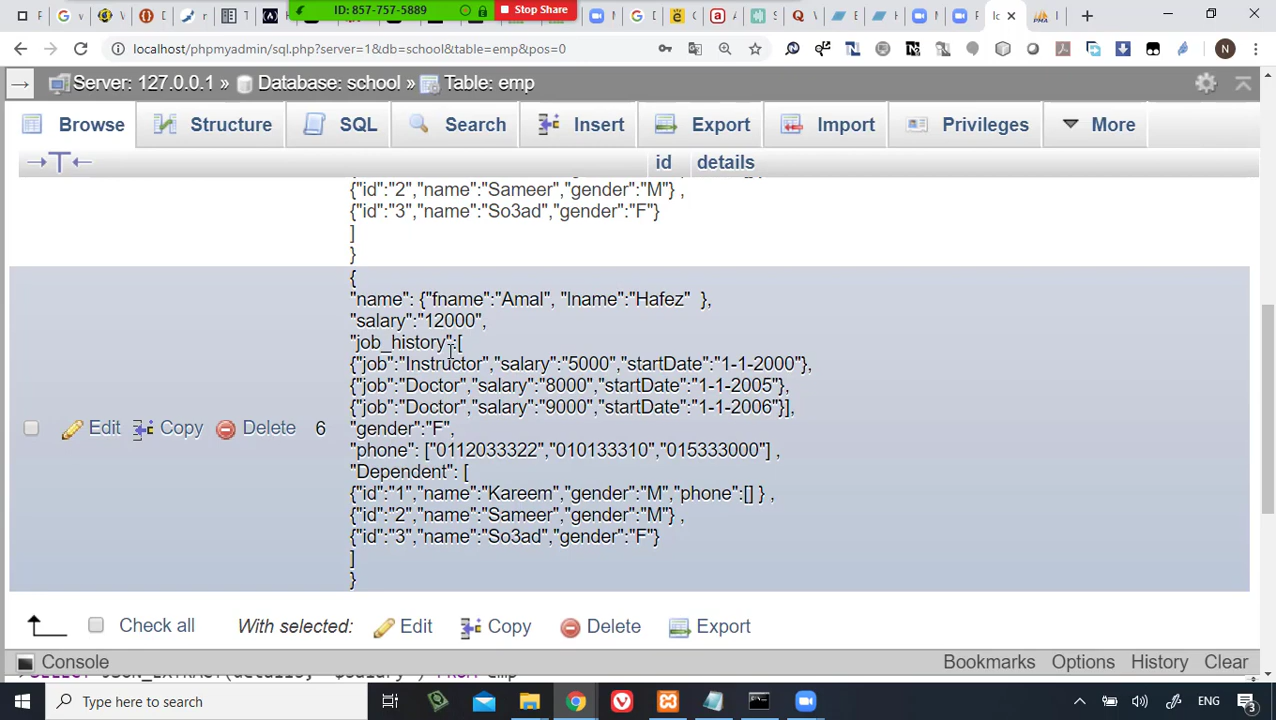 ID: 857-757-5889 Stop Share
localhost/phpmyadmin/sql.php?server=1&db=school&table=emp&pos=0
N
Server: 127.0.0.1 » Database: school » Table: emp
Browse Structure SQL Search Insert Export Import Privileges More
id details
{"id":"2","name":"Sameer","gender":"M"} ,
{"id":"3","name":"So3ad","gender":"F"}
]
}
{
"name": {"fname":"Amal", "lname":"Hafez" },
"salary":"12000",
"job_history":[
{"job":"Instructor","salary":"5000","startDate":"1-1-2000"},
{"job":"Doctor","salary":"8000","startDate":"1-1-2005"},
{"job":"Doctor","salary":"9000","startDate":"1-1-2006"}],
Edit Copy Delete 6
"gender":"F",
"phone": ["0112033322","010133310","015333000"] ,
"Dependent": [
{"id":"1","name":"Kareem","gender":"M","phone":[] } ,
{"id":"2","name":"Sameer","gender":"M"} ,
{"id":"3","name":"So3ad","gender":"F"}
]
}
Check all With selected: Edit Copy Delete Export
Console Bookmarks Options History Clear
Type here to search
ENG
3